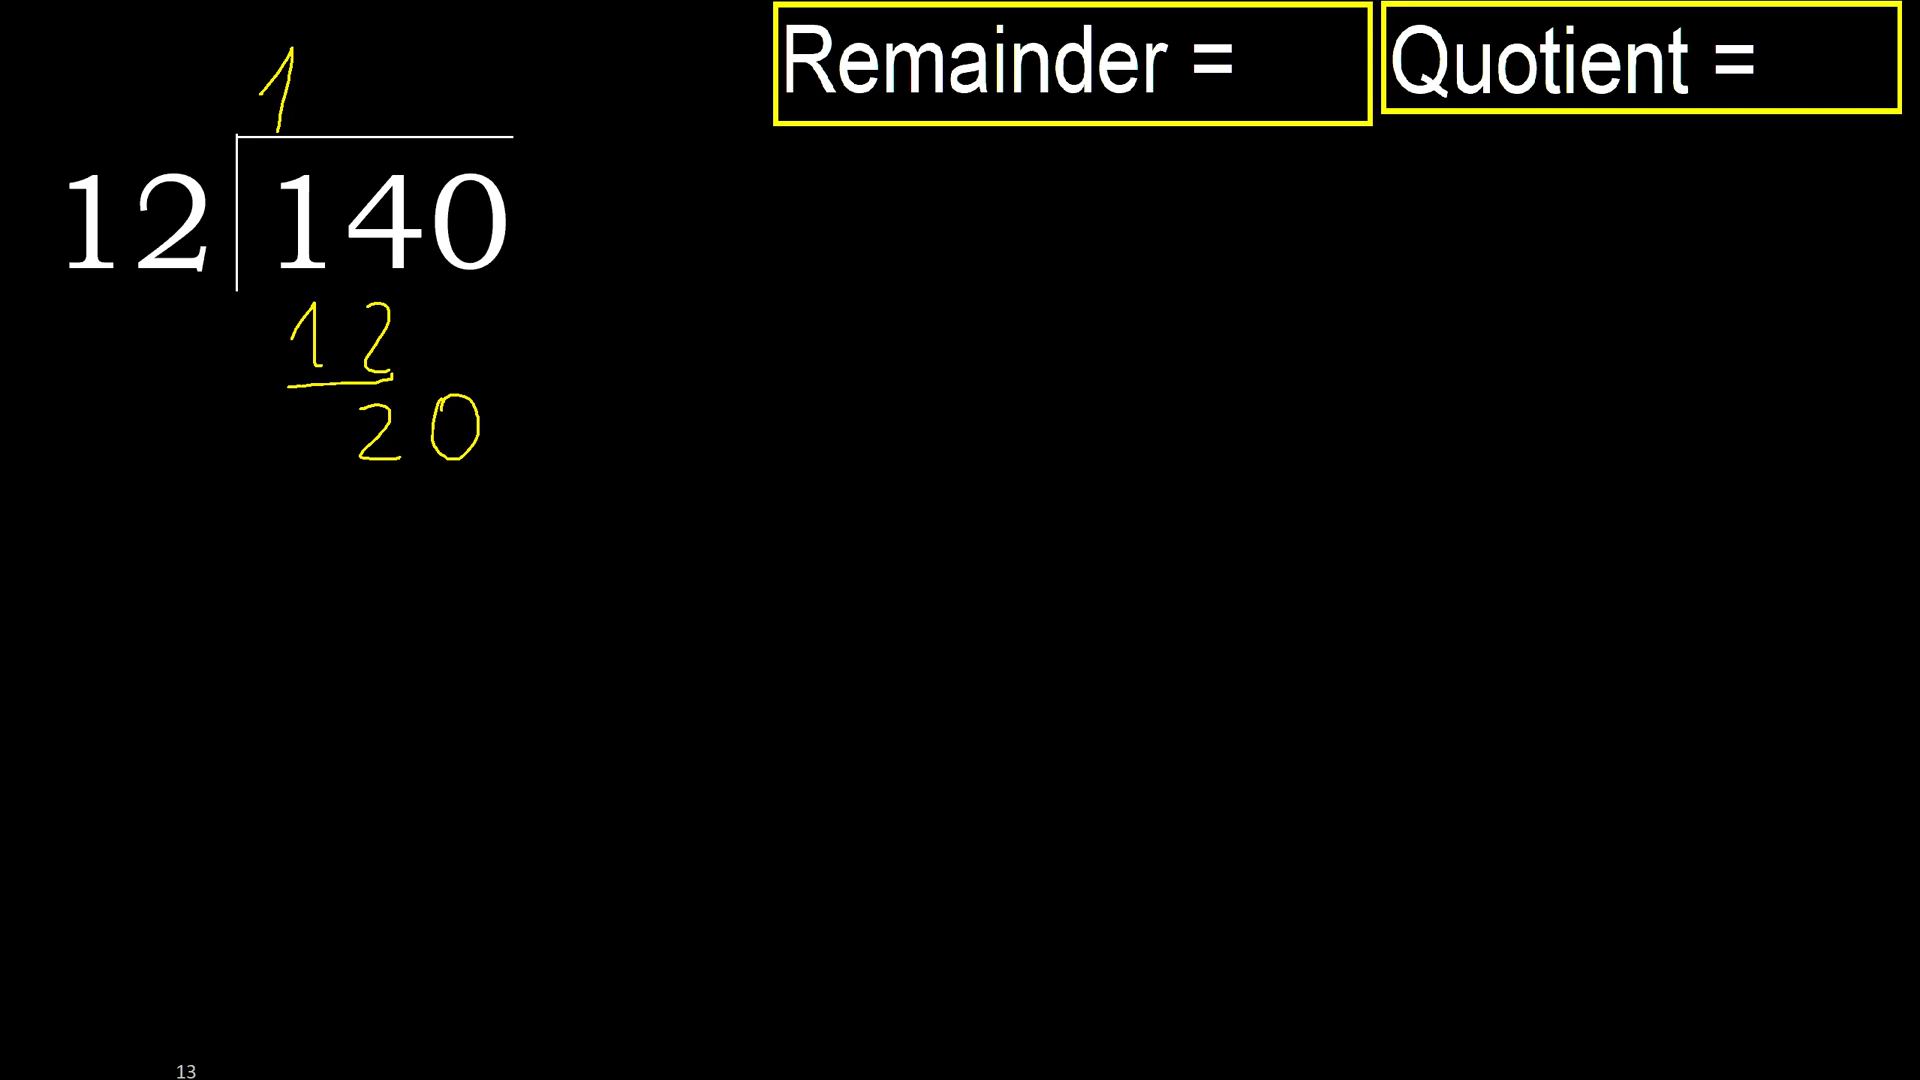 1
Remainder =
Quotient =
12 140
12
20
13